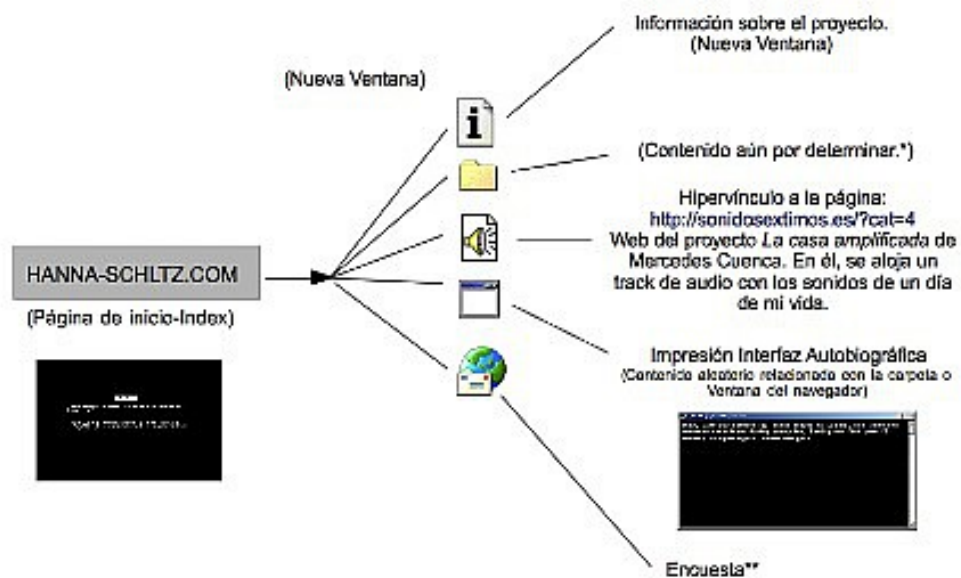 Información sobre el proyecto.
(Nueva Ventana)
(Nueva Ventana)
i
(Contenido aún por determinar.*)
Hipervínculo a la página:
http://sonidosextimos.es/?cat=4
Web del proyecto La casa amplificada de
Mercedes Cuenca. En él, se aloja un
track de audio con los sonidos de un día
de mi vida.
HANNA-SCHLTZ.COM
(Página de inicio-Index)
Impresión Interfaz Autobiográfica
(Contenido aleatorio relacionado con la carpeta o
Ventana del navegador)
Encuesta**